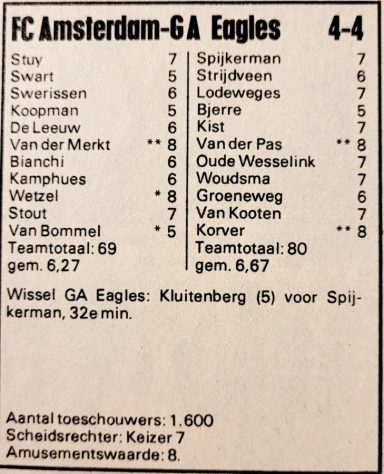 FC Amsterdam-GA Eagles 4-4
Stuy 7
Swart 5
Swerissen 6
Koopman 5
De Leeuw 6
Van der Merkt ** 8
Bianchi 6
Kamphues 6
Wetzel * 8
Stout 7
Van Bommel * 5
Teamtotaal: 69
gem. 6,27
Spijkerman 7
Strijdveen 6
Lodeweges 7
Bjerre 5
Kist 7
Van der Pas ** 8
Oude Wesselink 7
Woudsma 7
Groeneweg 6
Van Kooten 7
Korver ** 8
Teamtotaal: 80
gem. 6,67
Wissel GA Eagles: Kluitenberg (5) voor Spij-
kerman, 32e min.
Aantal toeschouwers: 1.600
Scheidsrechter: Keizer 7
Amusementswaarde: 8.